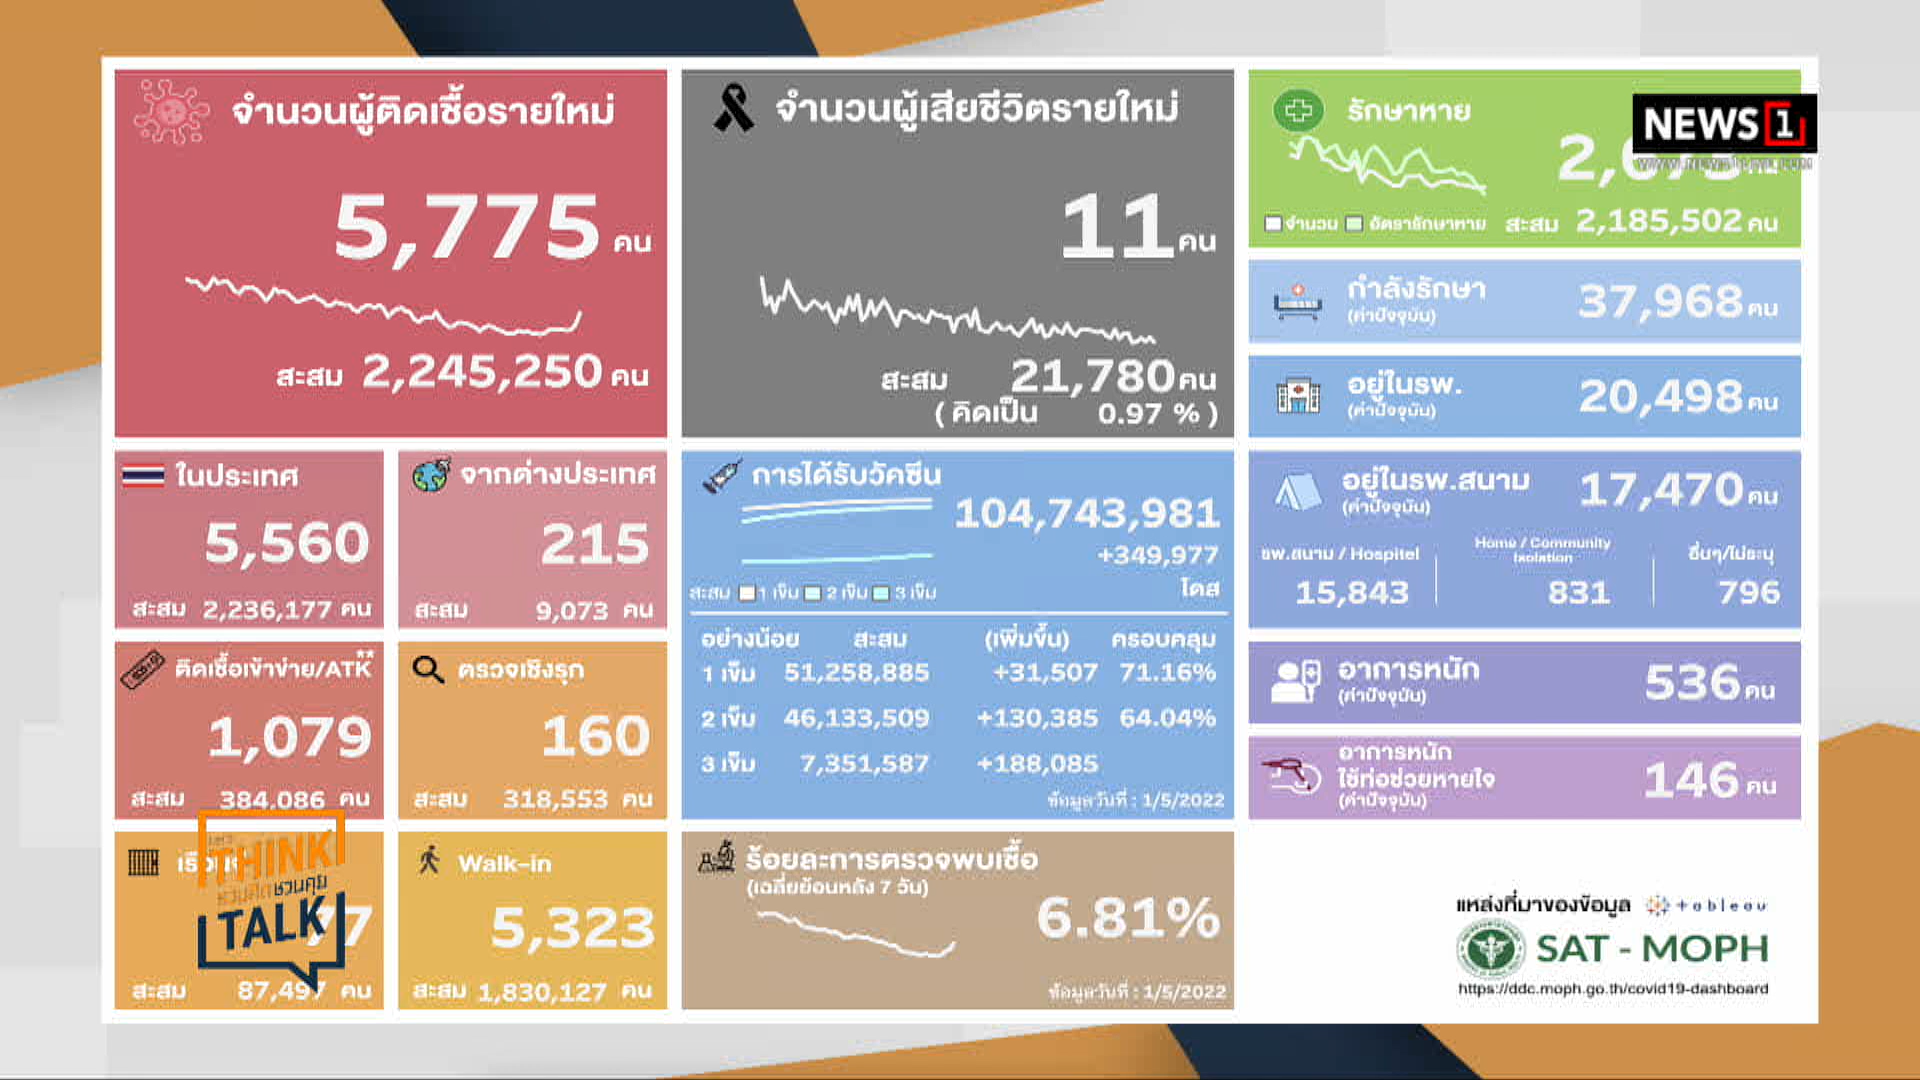 จำนวนผู้ติดเชื้อรายใหม่
5,775 คน
สะสม 2,245,250 คน
จำนวนผู้เสียชีวิตรายใหม่
11 คน
สะสม 21,780 คน
( คิดเป็น 0.97 % )
รักษาหาย
NEWS 1
จำนวน อัตรารักษาหาย สะสม 2,185,502 คน
กำลังรักษา
(ค่าปัจจุบัน)
37,968 คน
อยู่ในรพ.
(ค่าปัจจุบัน)
20,498 คน
ในประเทศ
5,560
สะสม 2,236,177 คน
จากต่างประเทศ
215
สะสม 9,073 คน
การได้รับวัคซีน
104,743,981
+349,977
โดส
สะสม 1 เข็ม 2 เข็ม 3 เข็ม
อย่างน้อย สะสม (เพิ่มขึ้น) ครอบคลุม
1 เข็ม 51,258,885 +31,507 71.16%
2 เข็ม 46,133,509 +130,385 64.04%
3 เข็ม 7,351,587 +188,085
ข้อมูลวันที่ : 1/5/2022
อยู่ในรพ.สนาม
(ค่าปัจจุบัน)
17,470 คน
รพ.สนาม / Hospitel
15,843
Home / Community
Isolation
831
อื่นๆ/ไม่ระบุ
796
ติดเชื้อเข้าข่าย/ATK**
1,079
สะสม 384,086 คน
ตรวจเชิงรุก
160
สะสม 318,553 คน
อาการหนัก
(ค่าปัจจุบัน)
536 คน
อาการหนัก
ใช้ท่อช่วยหายใจ
(ค่าปัจจุบัน)
146 คน
THINK
ชวนคิดชวนคุย
TALK
สะสม 87,497 คน
Walk-in
5,323
สะสม 1,830,127 คน
ร้อยละการตรวจพบเชื้อ
(เฉลี่ยย้อนหลัง 7 วัน)
6.81%
ข้อมูลวันที่ : 1/5/2022
แหล่งที่มาของข้อมูล +ableau
SAT - MOPH
https://ddc.moph.go.th/covid19-dashboard